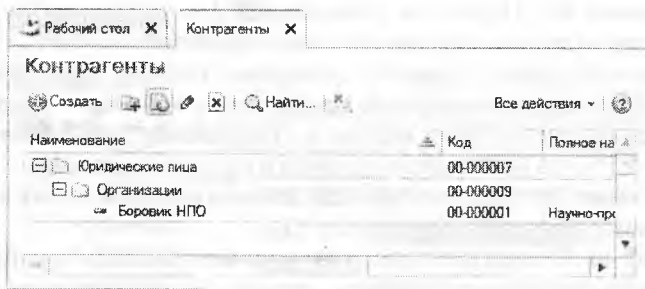 Рабочий стол X Контрагенты X
Контрагенты
Создать Найти... Все действия
Наименование Код Полное на
Юридические лица 00-000007
Организации 00-000009
Боровик НПО 00-000001 Научно-прс